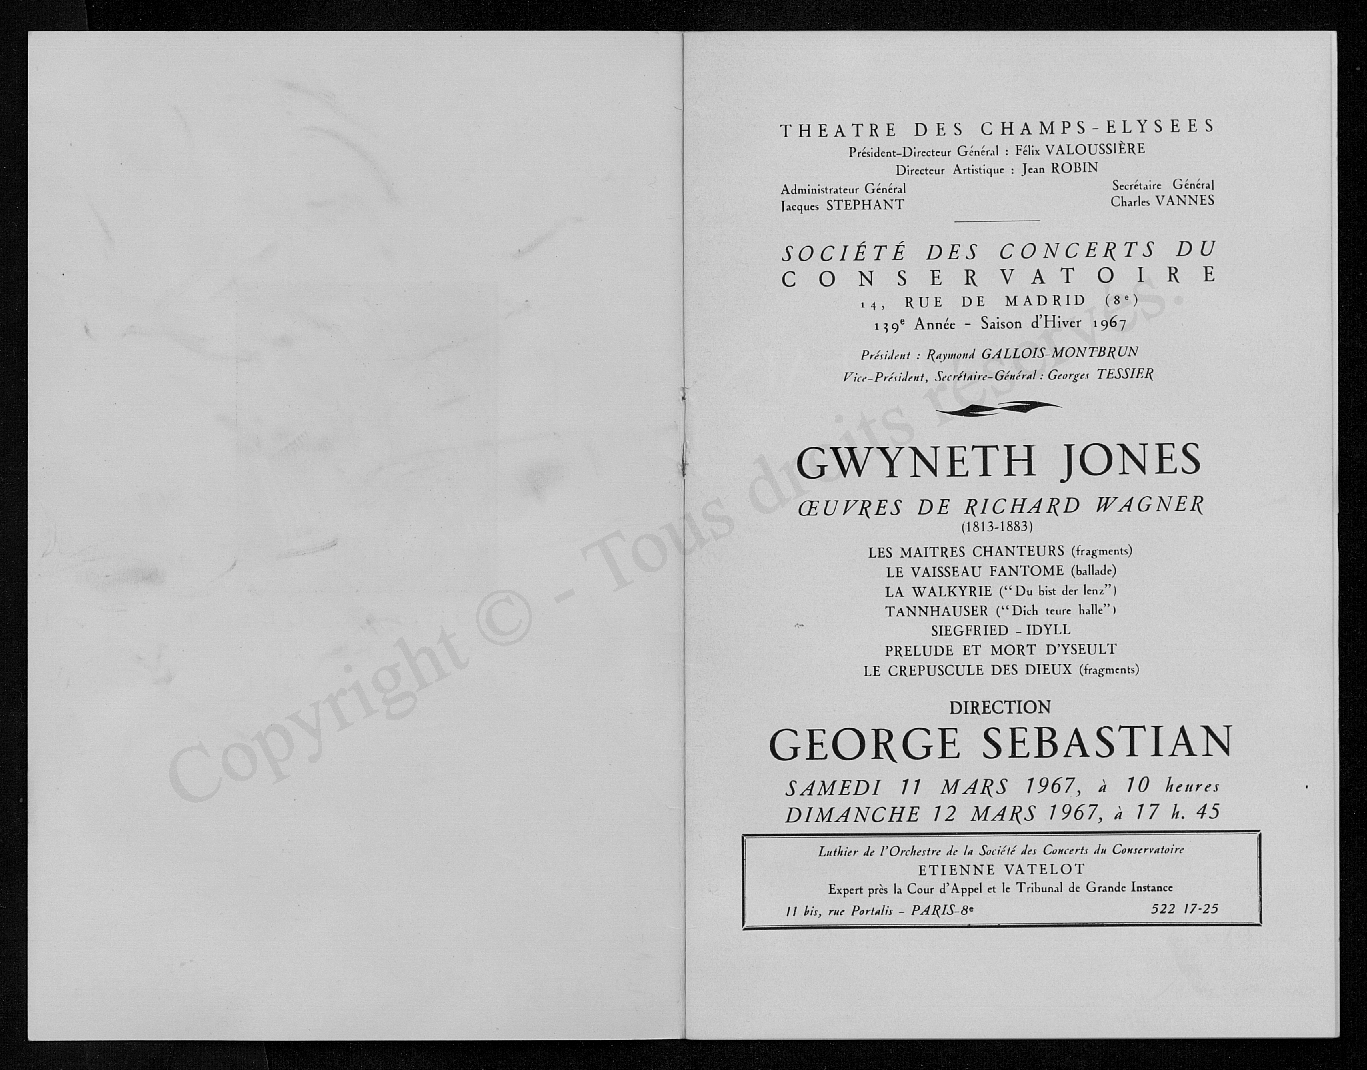 THEATRE DES CHAMPS-ELYSEES
Président-Directeur Général : Félix VALOUSSIÈRE
Directeur Artistique : Jean ROBIN
Administrateur Général
Jacques STEPHANT
Secrétaire Général
Charles VANNES
SOCIÉTÉ DES CONCERTS DU
CONSERVATOIRE
14, RUE DE MADRID (8e)
139e Année - Saison d'Hiver 1967
Président : Raymond GALLOIS-MONTBRUN
Vice-Président, Secrétaire-Général : Georges TESSIER
GWYNETH JONES
ŒUVRES DE RICHARD WAGNER
(1813-1883)
LES MAITRES CHANTEURS (fragments)
LE VAISSEAU FANTOME (ballade)
LA WALKYRIE (“Du bist der lenz”)
TANNHAUSER (“Dich teure halle”)
SIEGFRIED - IDYLL
PRELUDE ET MORT D'YSEULT
LE CREPUSCULE DES DIEUX (fragments)
DIRECTION
GEORGE SEBASTIAN
SAMEDI 11 MARS 1967, à 10 heures
DIMANCHE 12 MARS 1967, à 17 h. 45
Luthier de l'Orchestre de la Société des Concerts du Conservatoire
ETIENNE VATELOT
Expert près la Cour d'Appel et le Tribunal de Grande Instance
11 bis, rue Portalis - PARIS-8e 522 17-25
Copyright © - Tous droits réservés.